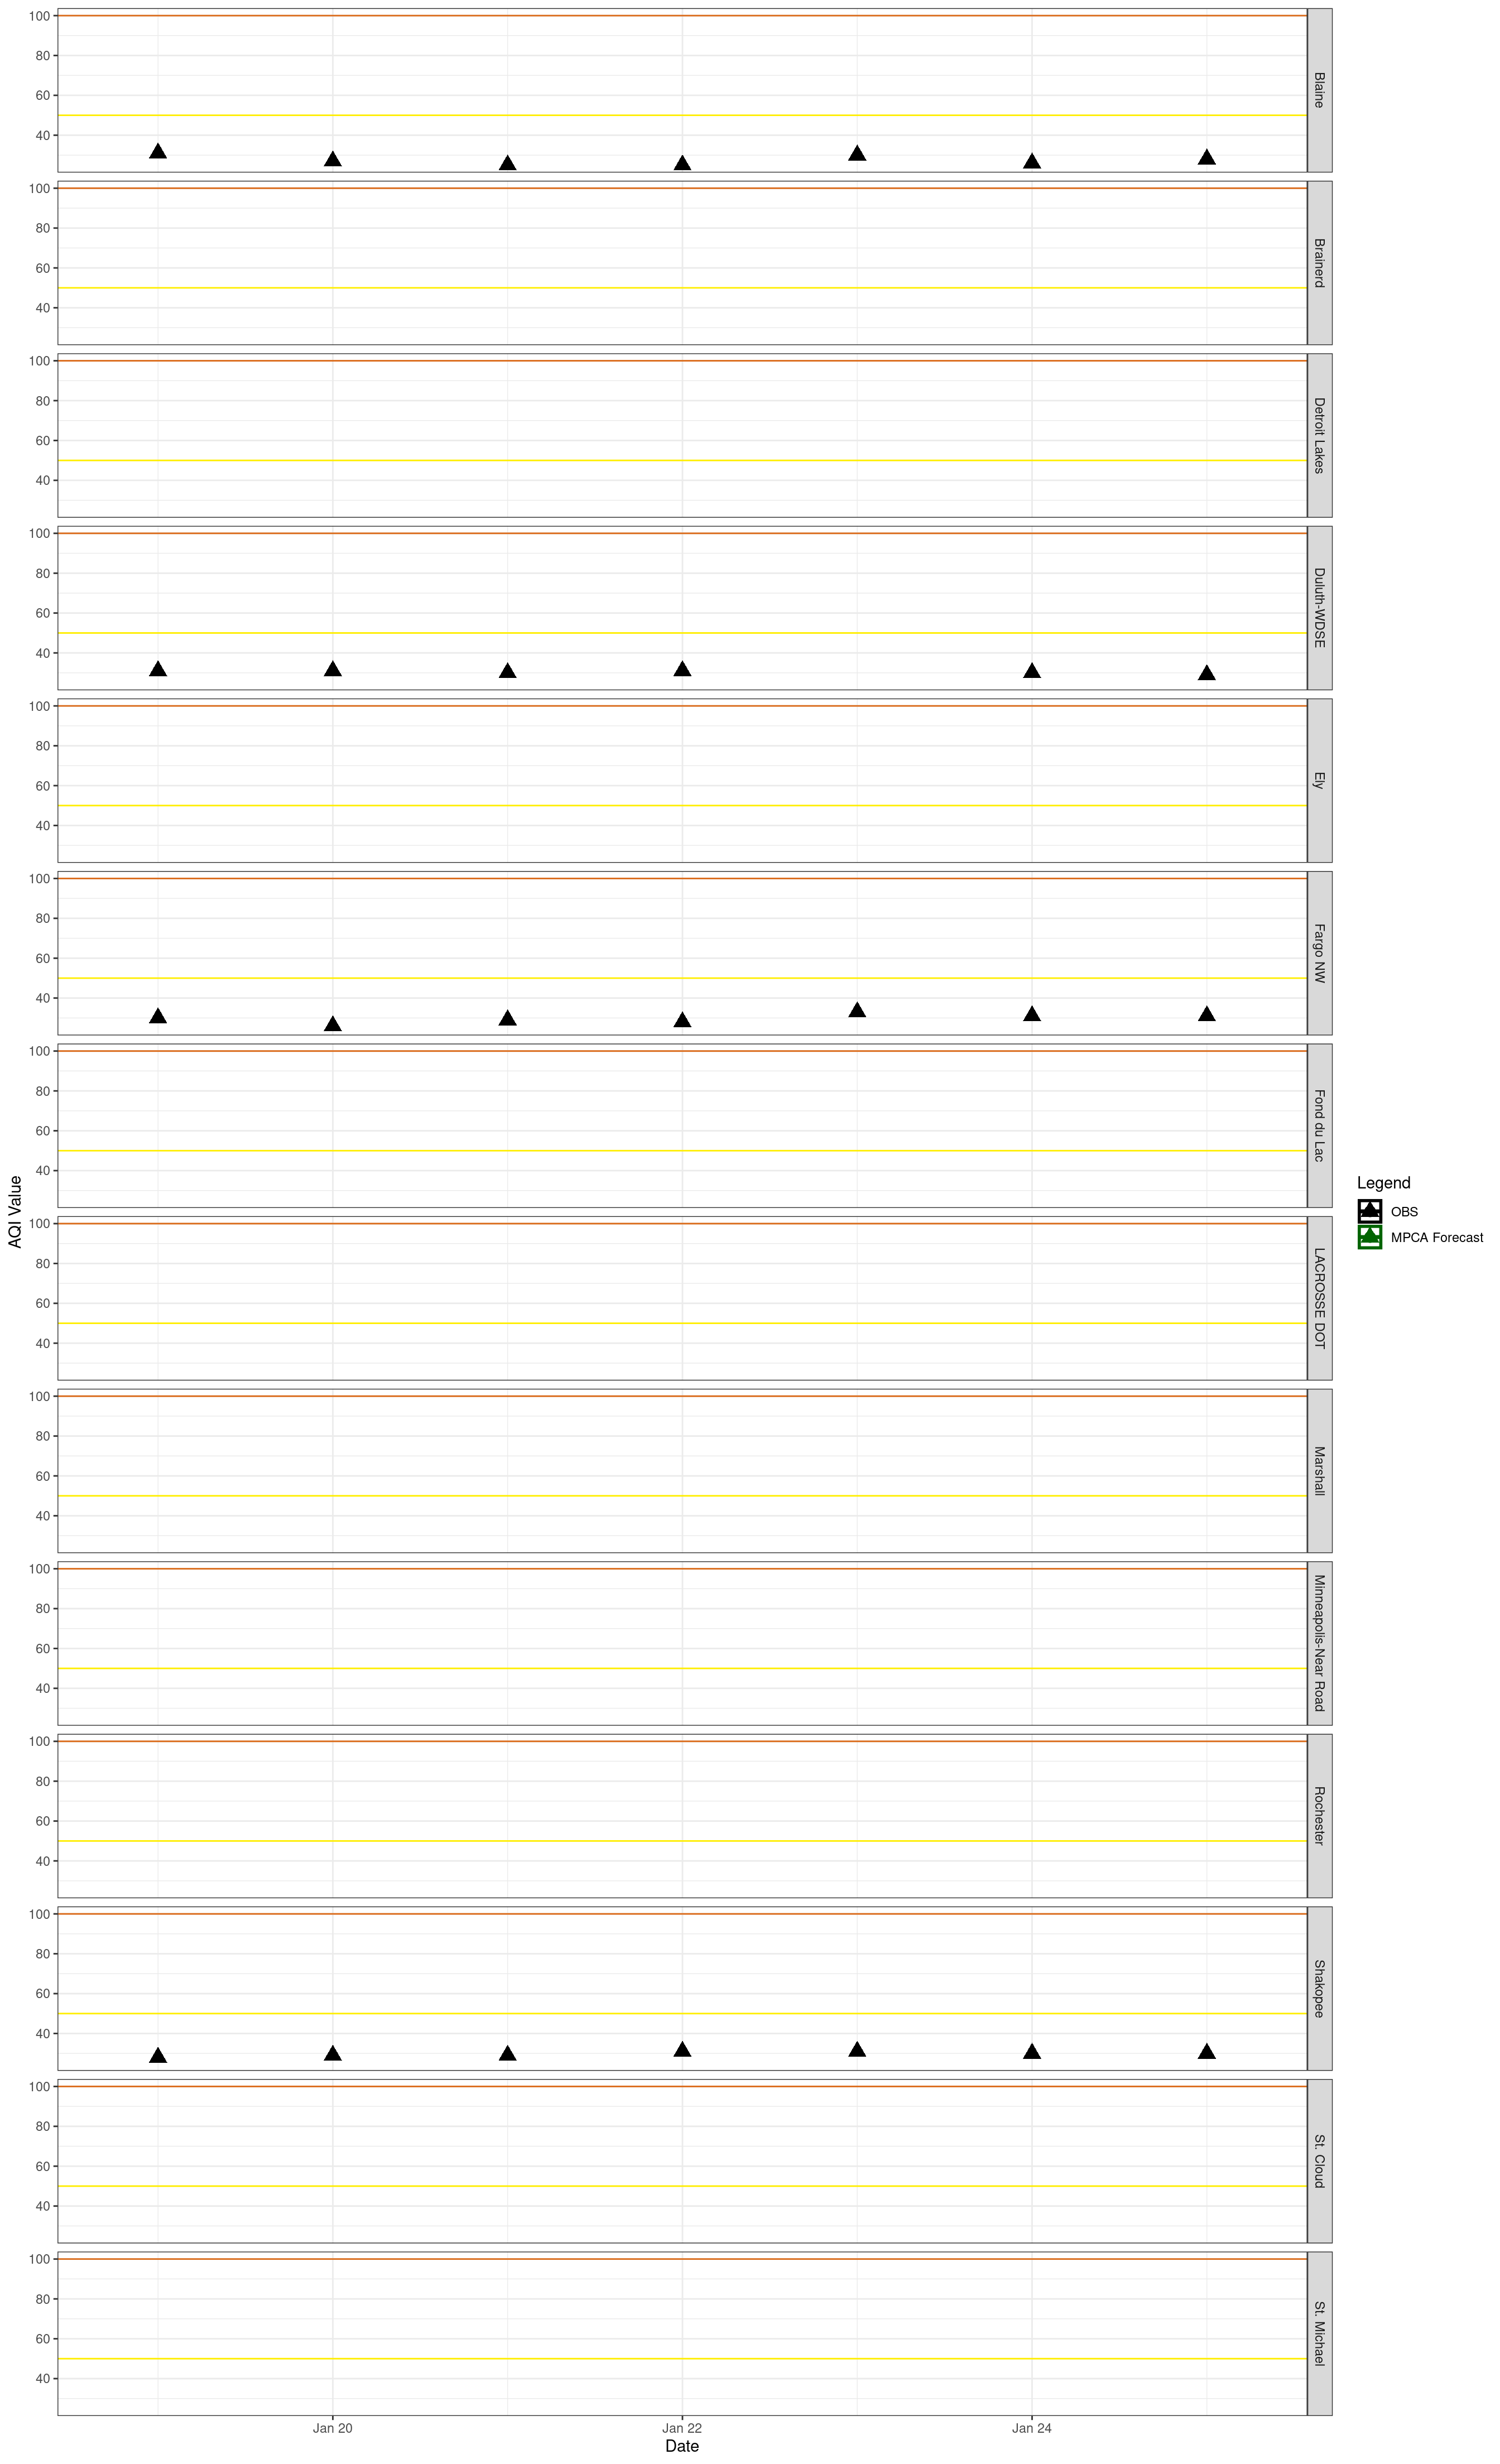 100
80
60
40
Blaine
100
80
60
40
Brainerd
100
80
60
40
Detroit Lakes
100
80
60
40
Duluth-WDSE
100
80
60
40
Ely
100
80
60
40
Fargo NW
100
80
60
40
Fond du Lac
100
80
60
40
LACROSSE DOT
100
80
60
40
Marshall
100
80
60
40
Minneapolis-Near Road
100
80
60
40
Rochester
100
80
60
40
Shakopee
100
80
60
40
St. Cloud
100
80
60
40
St. Michael
AQI Value
Jan 20
Jan 22
Jan 24
Date
Legend
OBS
MPCA Forecast